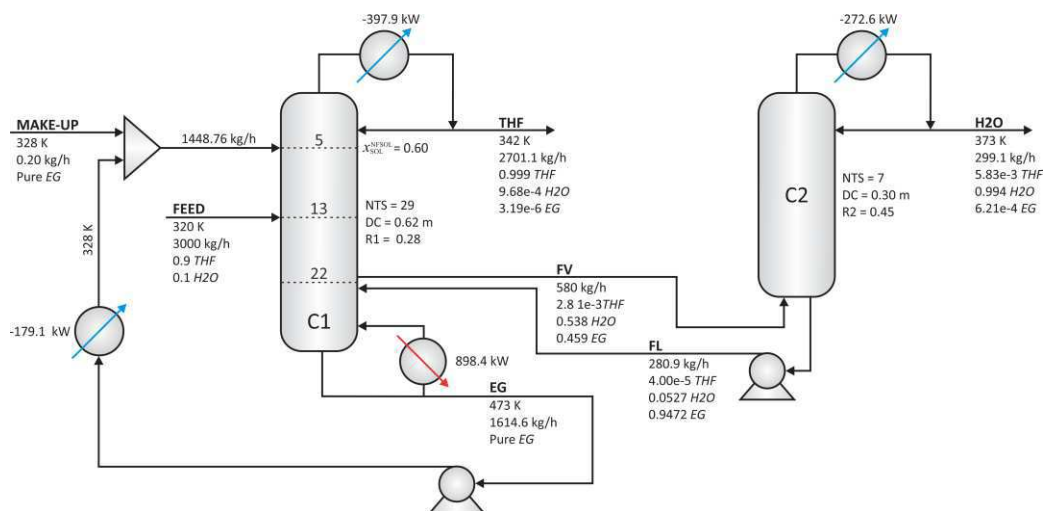 -397.9 kW
-272.6 kW
MAKE-UP
328 K
0.20 kg/h
Pure EG
1448.76 kg/h
5
x_SOL^NFSOL = 0.60
THF
342 K
2701.1 kg/h
0.999 THF
9.68e-4 H2O
3.19e-6 EG
H2O
373 K
299.1 kg/h
5.83e-3 THF
0.994 H2O
6.21e-4 EG
NTS = 7
DC = 0.30 m
R2 = 0.45
C2
FEED
320 K
3000 kg/h
0.9 THF
0.1 H2O
13
NTS = 29
DC = 0.62 m
R1 = 0.28
328 K
22
C1
FV
580 kg/h
2.8 1e-3THF
0.538 H2O
0.459 EG
FL
280.9 kg/h
4.00e-5 THF
0.0527 H2O
0.9472 EG
-179.1 kW
898.4 kW
EG
473 K
1614.6 kg/h
Pure EG